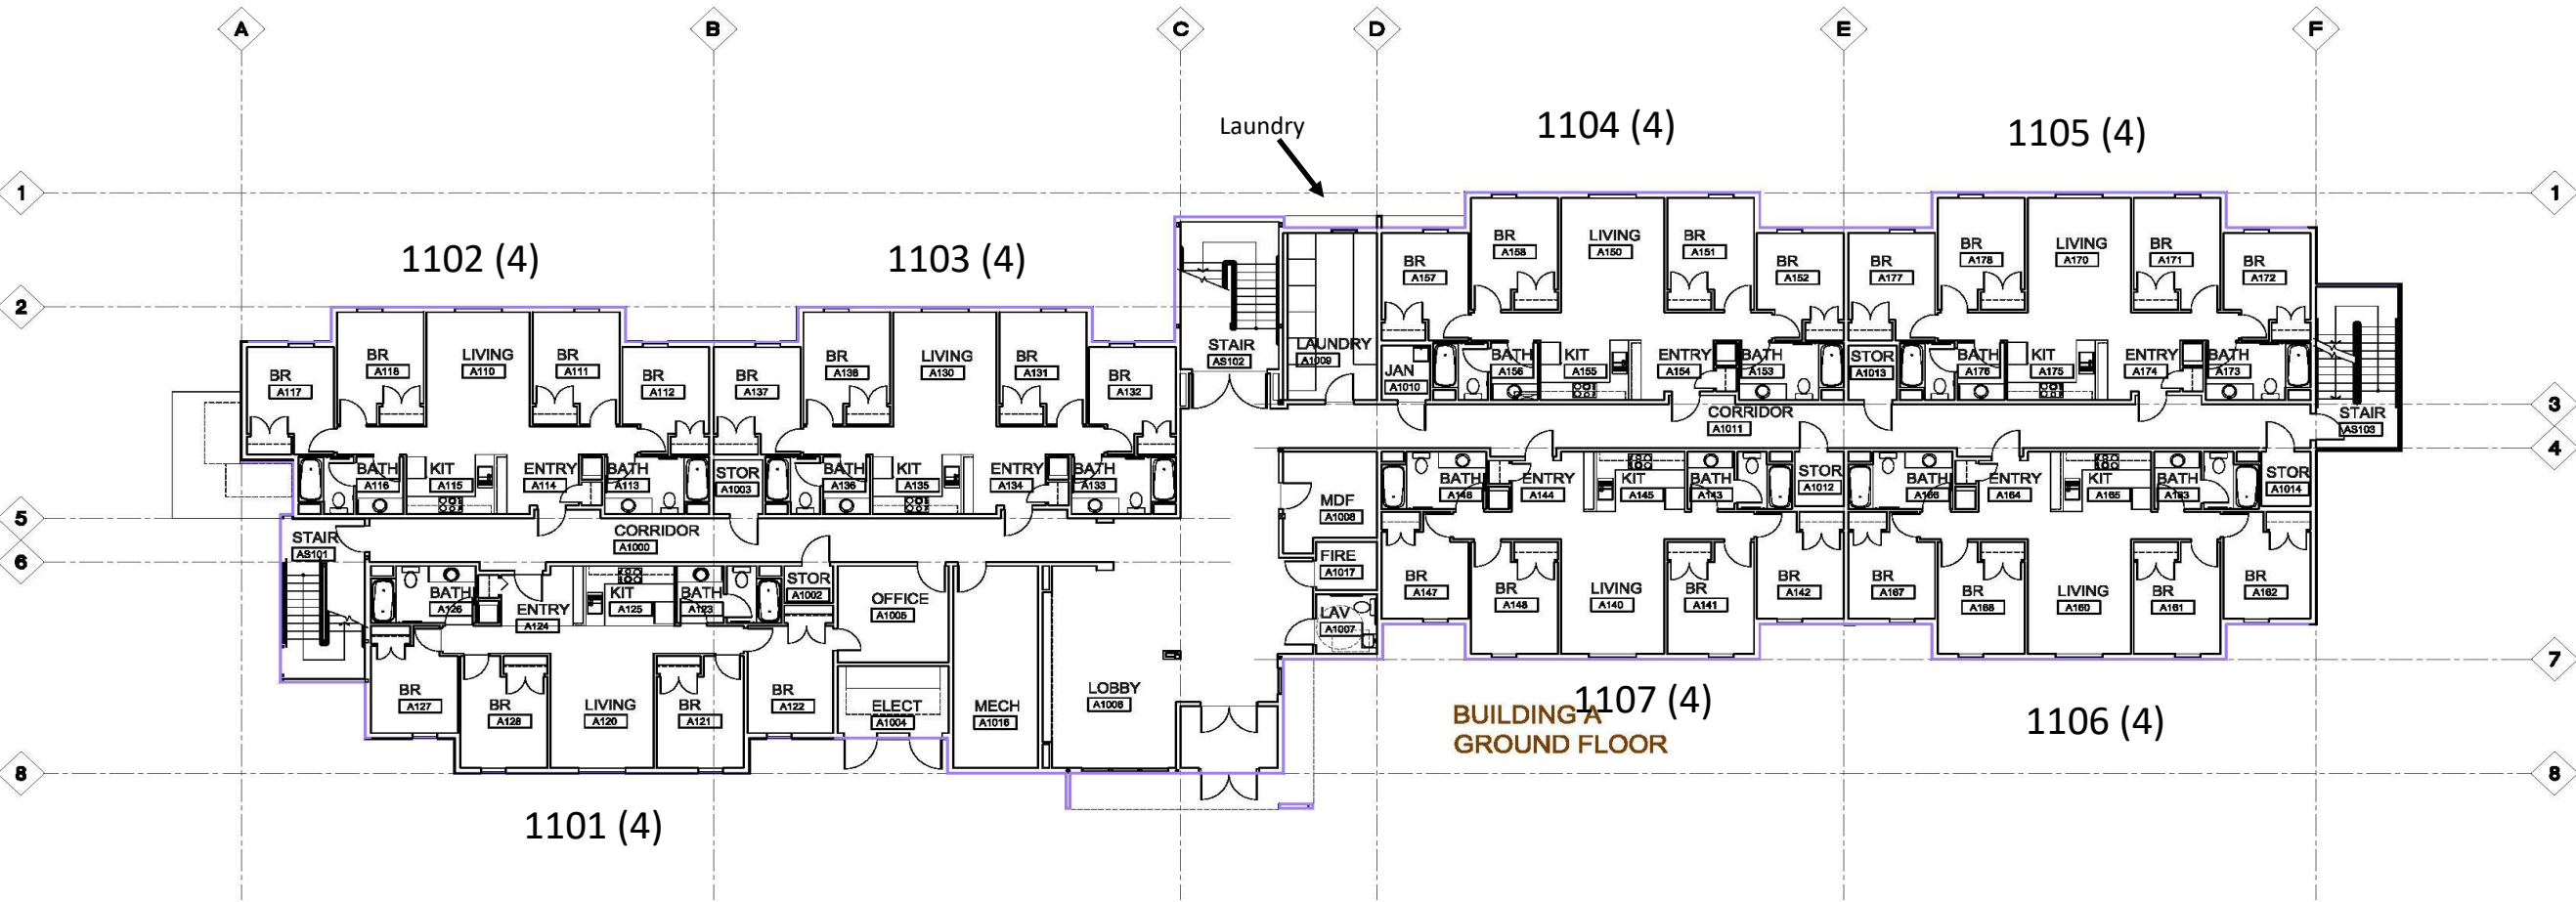 A
B
C
D
E
F
1104 (4)
1105 (4)
Laundry
1
1
1102 (4)
1103 (4)
2
BR
A158
LIVING
A150
BR
A151
BR
A157
BR
A152
BR
A178
LIVING
A170
BR
A171
BR
A177
BR
A172
BR
A118
LIVING
A110
BR
A111
BR
A117
BR
A112
BR
A138
LIVING
A130
BR
A131
BR
A137
BR
A132
STAIR
AS102
LAUNDRY
A1009
JAN
A1010
BATH
A156
KIT
A155
ENTRY
A154
BATH
A153
STOR
A1013
BATH
A176
KIT
A175
ENTRY
A174
BATH
A173
3
CORRIDOR
A1011
STAIR
AS103
4
BATH
A116
KIT
A115
ENTRY
A114
BATH
A113
STOR
A1003
BATH
A136
KIT
A135
ENTRY
A134
BATH
A133
MDF
A1008
BATH
A146
ENTRY
A144
KIT
A145
BATH
A143
STOR
A1012
BATH
A166
ENTRY
A164
KIT
A165
BATH
A163
STOR
A1014
5
STAIR
AS101
CORRIDOR
A1000
6
FIRE
A1017
BATH
A126
ENTRY
A124
KIT
A125
BATH
A123
STOR
A1002
OFFICE
A1005
LAV
A1007
BR
A147
BR
A148
LIVING
A140
BR
A141
BR
A142
BR
A167
BR
A168
LIVING
A160
BR
A161
BR
A162
7
BR
A127
BR
A128
LIVING
A120
BR
A121
BR
A122
ELECT
A1004
MECH
A1016
LOBBY
A1006
1107 (4)
1106 (4)
BUILDING A
GROUND FLOOR
8
8
1101 (4)